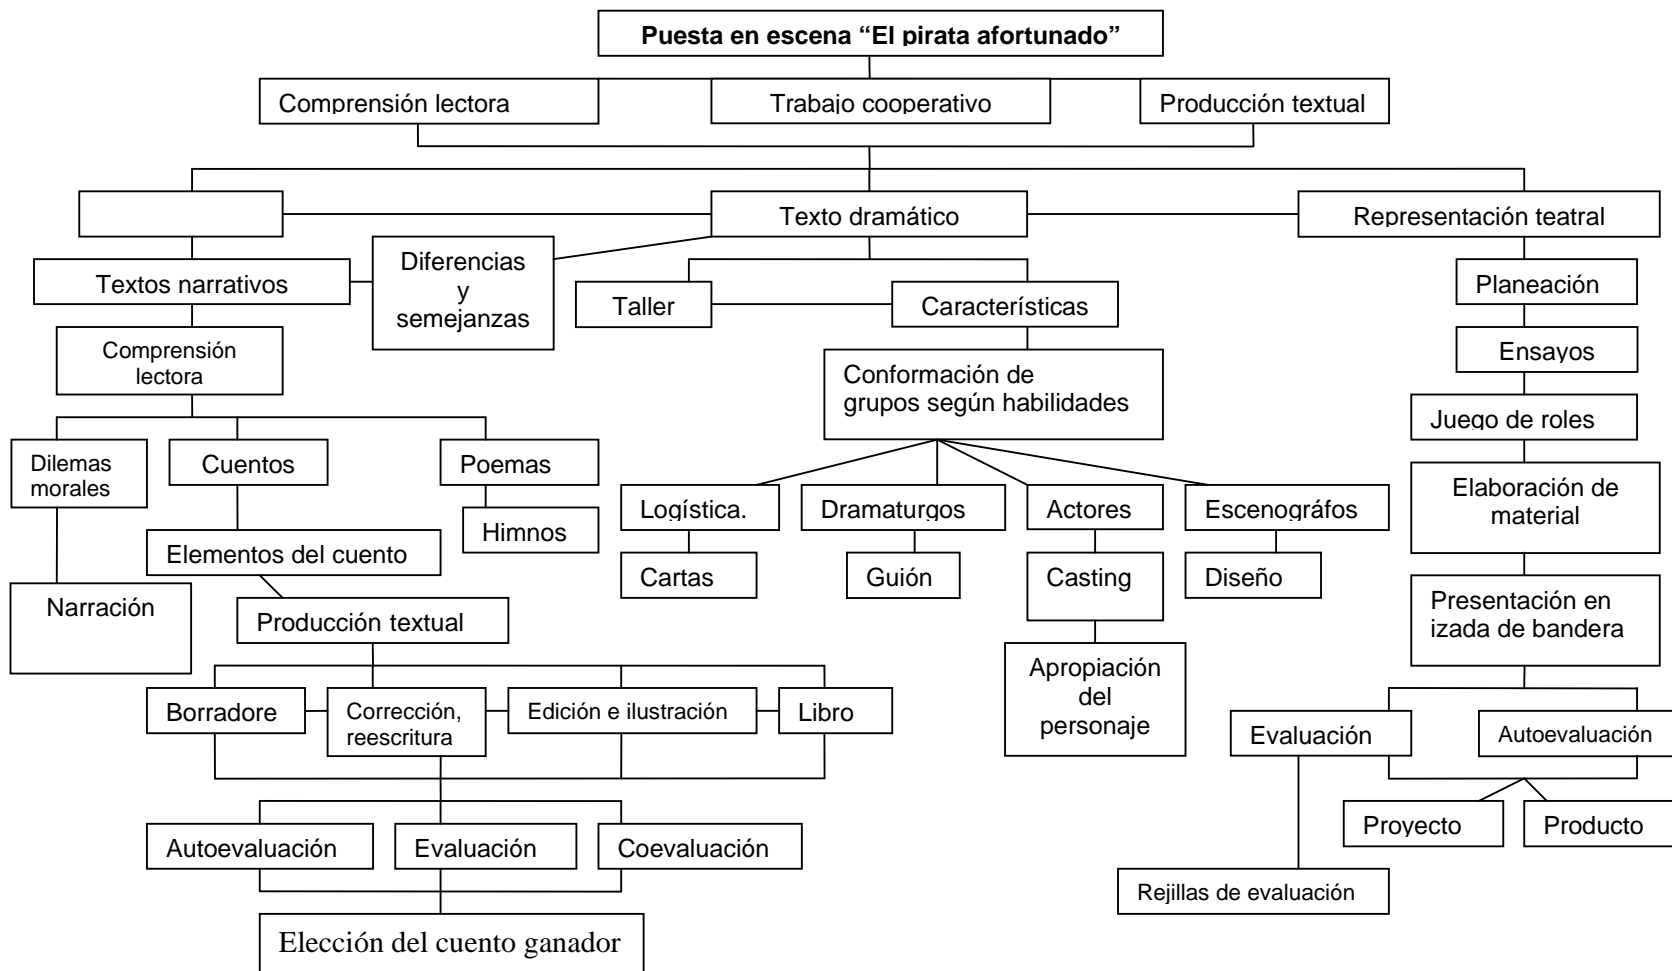 Puesta en escena “El pirata afortunado”
Comprensión lectora
Trabajo cooperativo
Producción textual
Texto dramático
Representación teatral
Textos narrativos
Diferencias
y
semejanzas
Taller
Características
Planeación
Comprensión
lectora
Conformación de
grupos según habilidades
Ensayos
Juego de roles
Dilemas
morales
Cuentos
Poemas
Himnos
Elementos del cuento
Narración
Logística.
Dramaturgos
Actores
Escenográfos
Cartas
Guión
Casting
Diseño
Elaboración de
material
Presentación en
izada de bandera
Producción textual
Apropiación
del
personaje
Borradore
Corrección,
reescritura
Edición e ilustración
Libro
Evaluación
Autoevaluación
Proyecto
Producto
Autoevaluación
Evaluación
Coevaluación
Rejillas de evaluación
Elección del cuento ganador